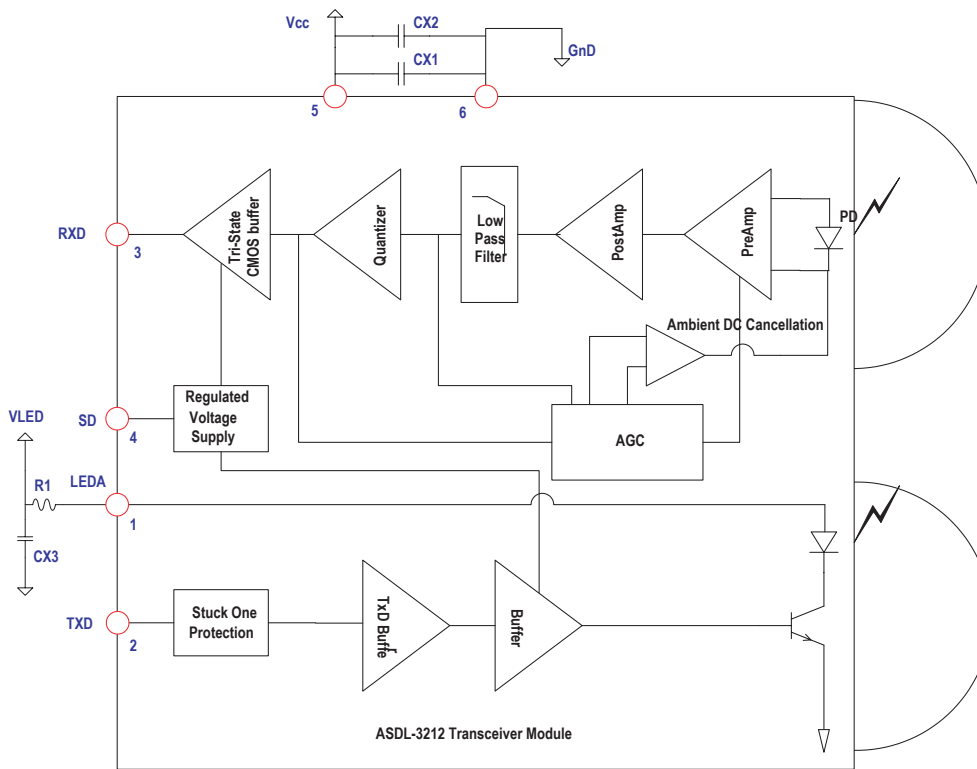 Vcc
CX2
GnD
CX1
5
6
RXD
3
Tri-State
CMOS buffer
Quantizer
Low
Pass
Filter
PostAmp
PreAmp
PD
Ambient DC Cancellation
SD
4
Regulated
Voltage
Supply
AGC
VLED
R1
LEDA
1
CX3
TXD
2
Stuck One
Protection
TxD Buffe
r
Buffer
ASDL-3212 Transceiver Module